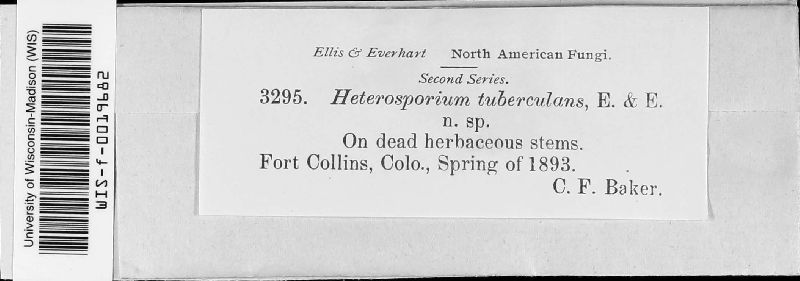 Ellis & Everhart North American Fungi.
Second Series.
3295. Heterosporium tuberculans, E. & E.
n. sp.
On dead herbaceous stems.
Fort Collins, Colo., Spring of 1893.
C. F. Baker.
University of Wisconsin-Madison (WIS)
WIS-f-0019682